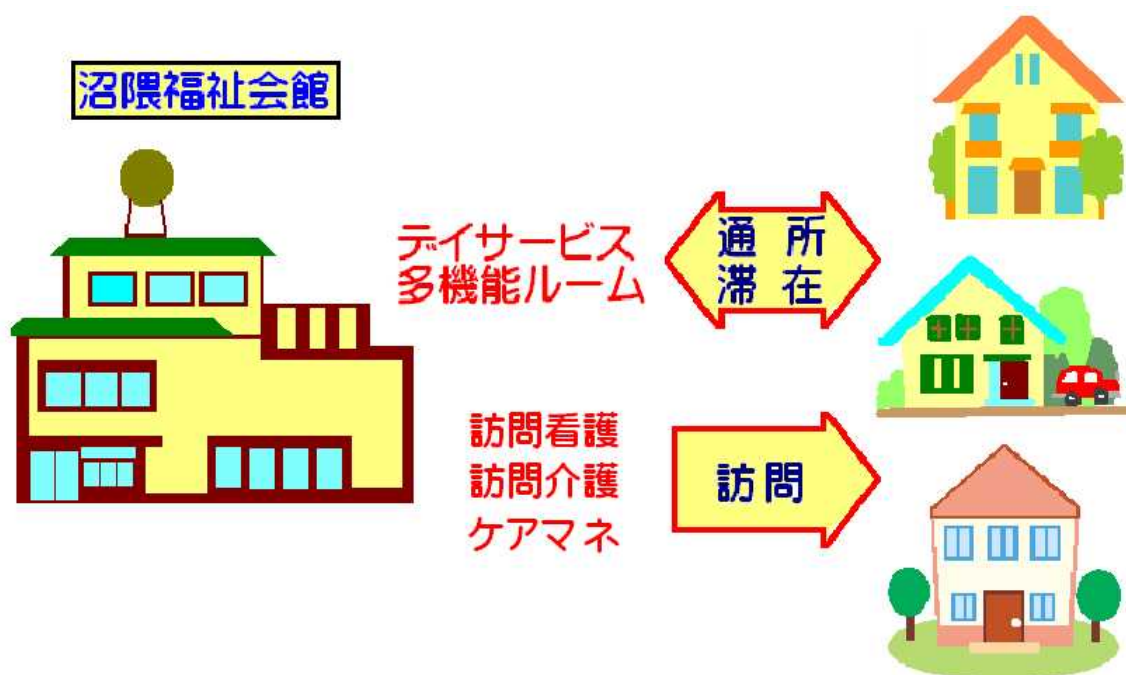 沼隈福祉会館
デイサービス
多機能ルーム
通所
滞在
訪問看護
訪問介護
ケアマネ
訪問